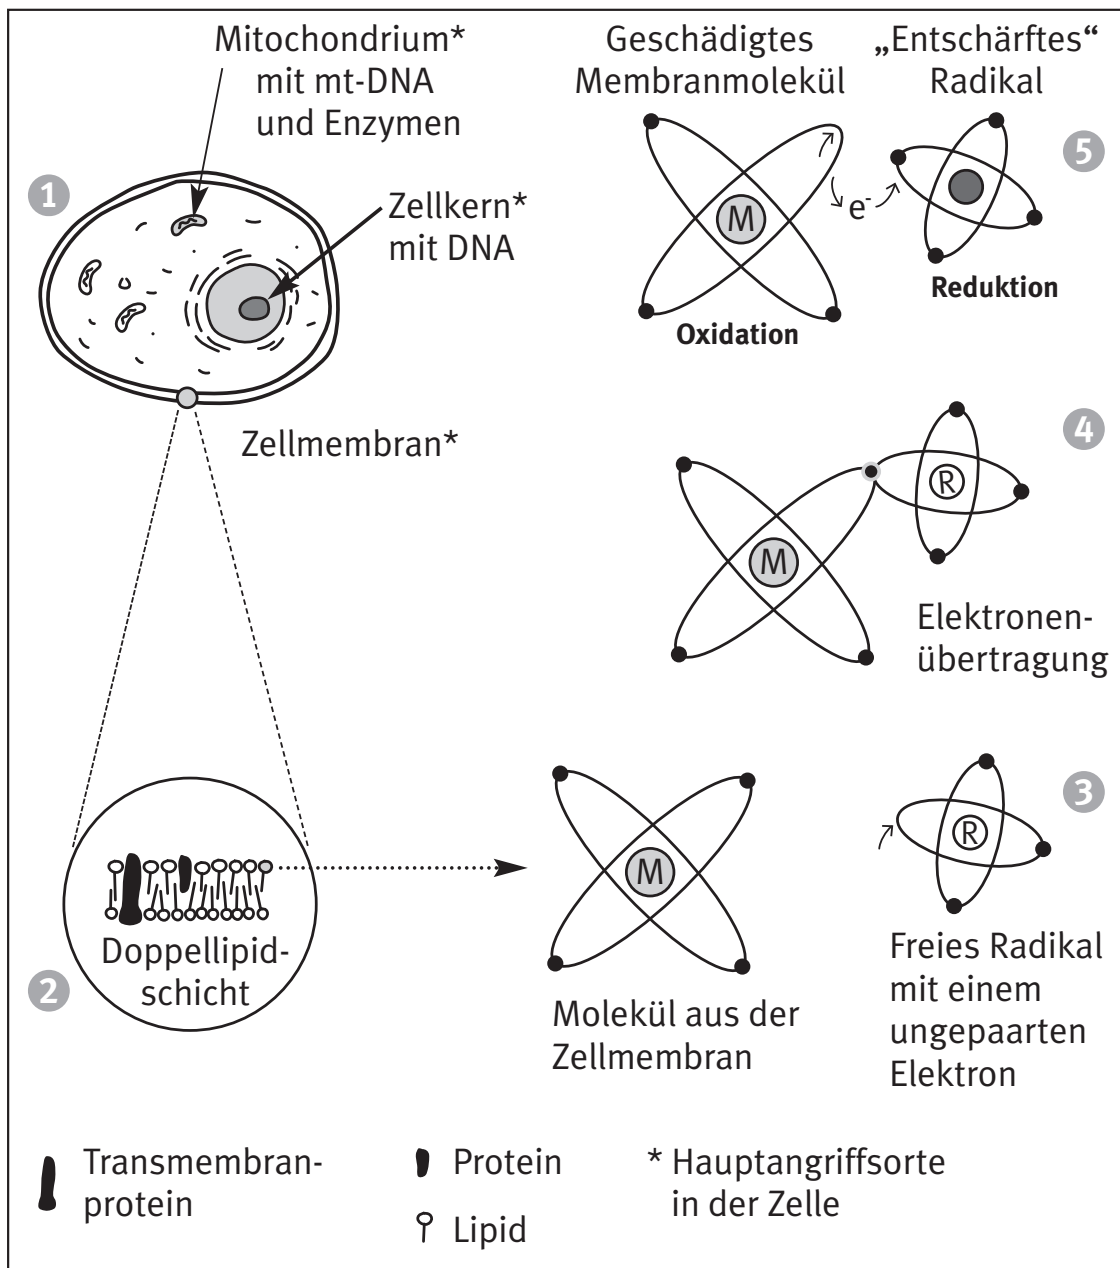 Mitochondrium*
mit mt-DNA
und Enzymen
1
Zellkern*
mit DNA
Zellmembran*
Doppellipid-
schicht
2
Geschädigtes
Membranmolekül
„Entschärftes“
Radikal
5
M
e-
Oxidation
Reduktion
4
M
R
Elektronen-
übertragung
3
M
R
Molekül aus der
Zellmembran
Freies Radikal
mit einem
ungepaarten
Elektron
Transmembran-
protein
Protein
Lipid
* Hauptangriffsorte
in der Zelle